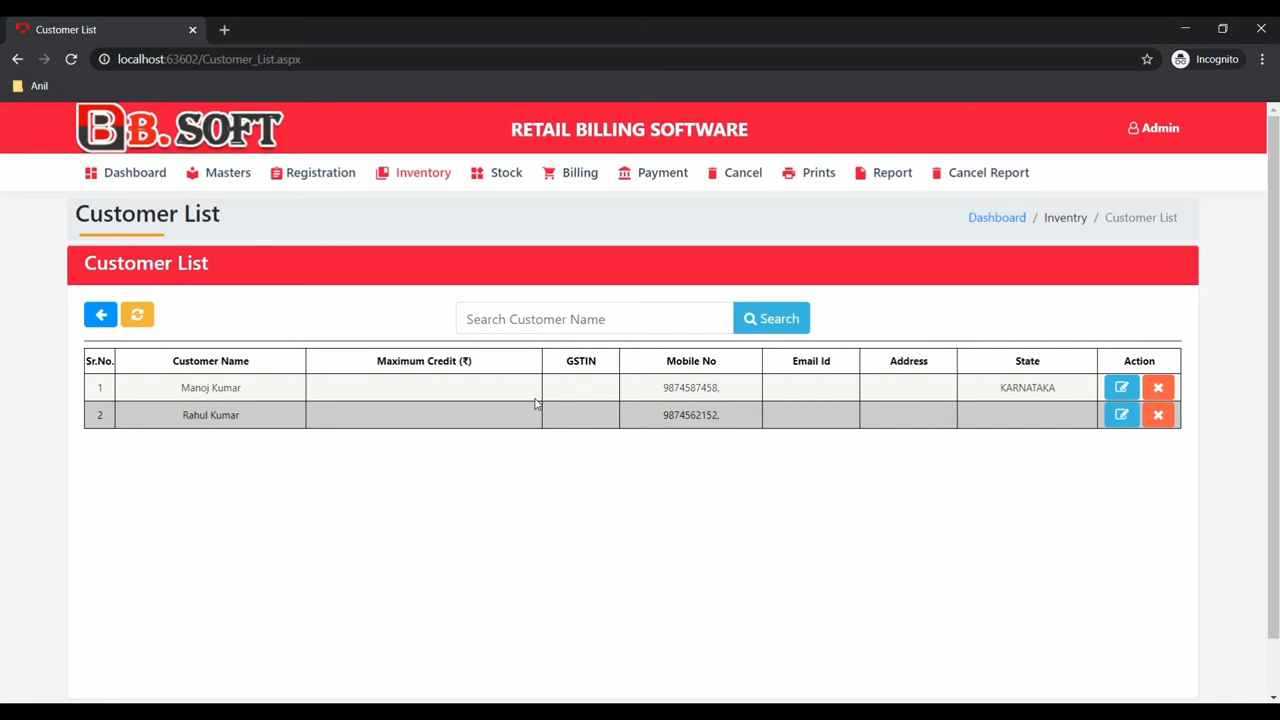 Customer List
localhost:63602/Customer_List.aspx
Incognito
Anil
B B. SOFT
RETAIL BILLING SOFTWARE
Admin
Dashboard Masters Registration Inventory Stock Billing Payment Cancel Prints Report Cancel Report
Customer List
Dashboard / Inventry / Customer List
Customer List
Search Customer Name
Search
Sr.No. Customer Name Maximum Credit (₹) GSTIN Mobile No Email Id Address State Action
1 Manoj Kumar 9874587458, KARNATAKA
2 Rahul Kumar 9874562152,